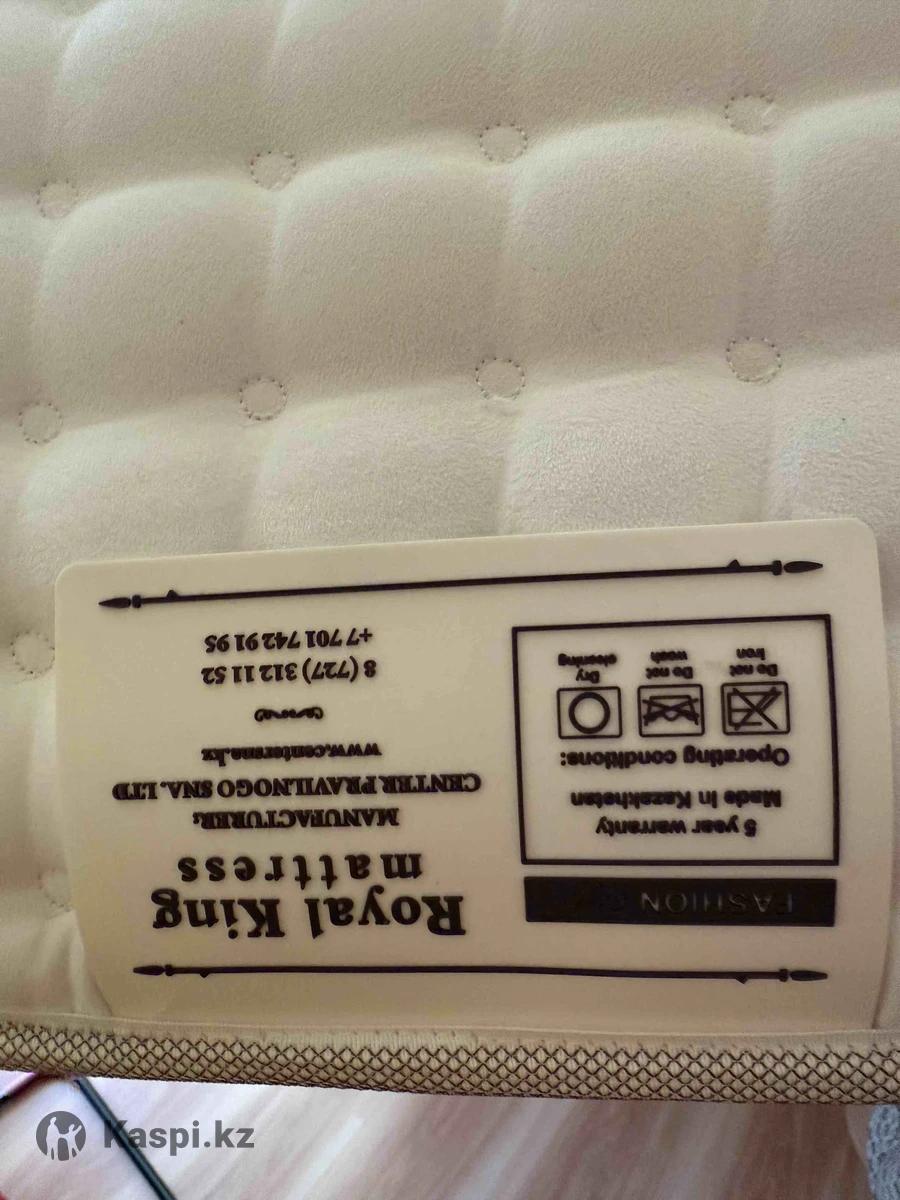 Royal King
mattress
MANUFACTURER:
CENTER PRAVILNOGO SNA. LTD
www.centersna.kz
8 (727) 312 11 52
+7 701 742 91 95
FASHION
5 year warranty
Made in Kazakhstan
Operating conditions:
Do not iron
Do not wash
Dry cleaning
Kaspi.kz